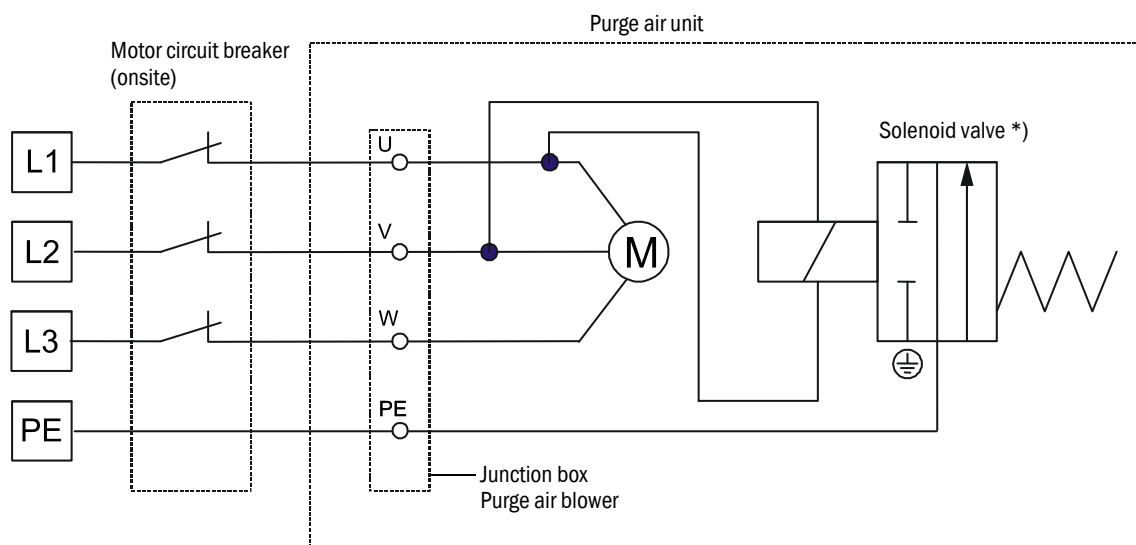 Purge air unit
Motor circuit breaker
(onsite)
Solenoid valve *)
L1
U
L2
V
M
L3
W
PE
PE
Junction box
Purge air blower